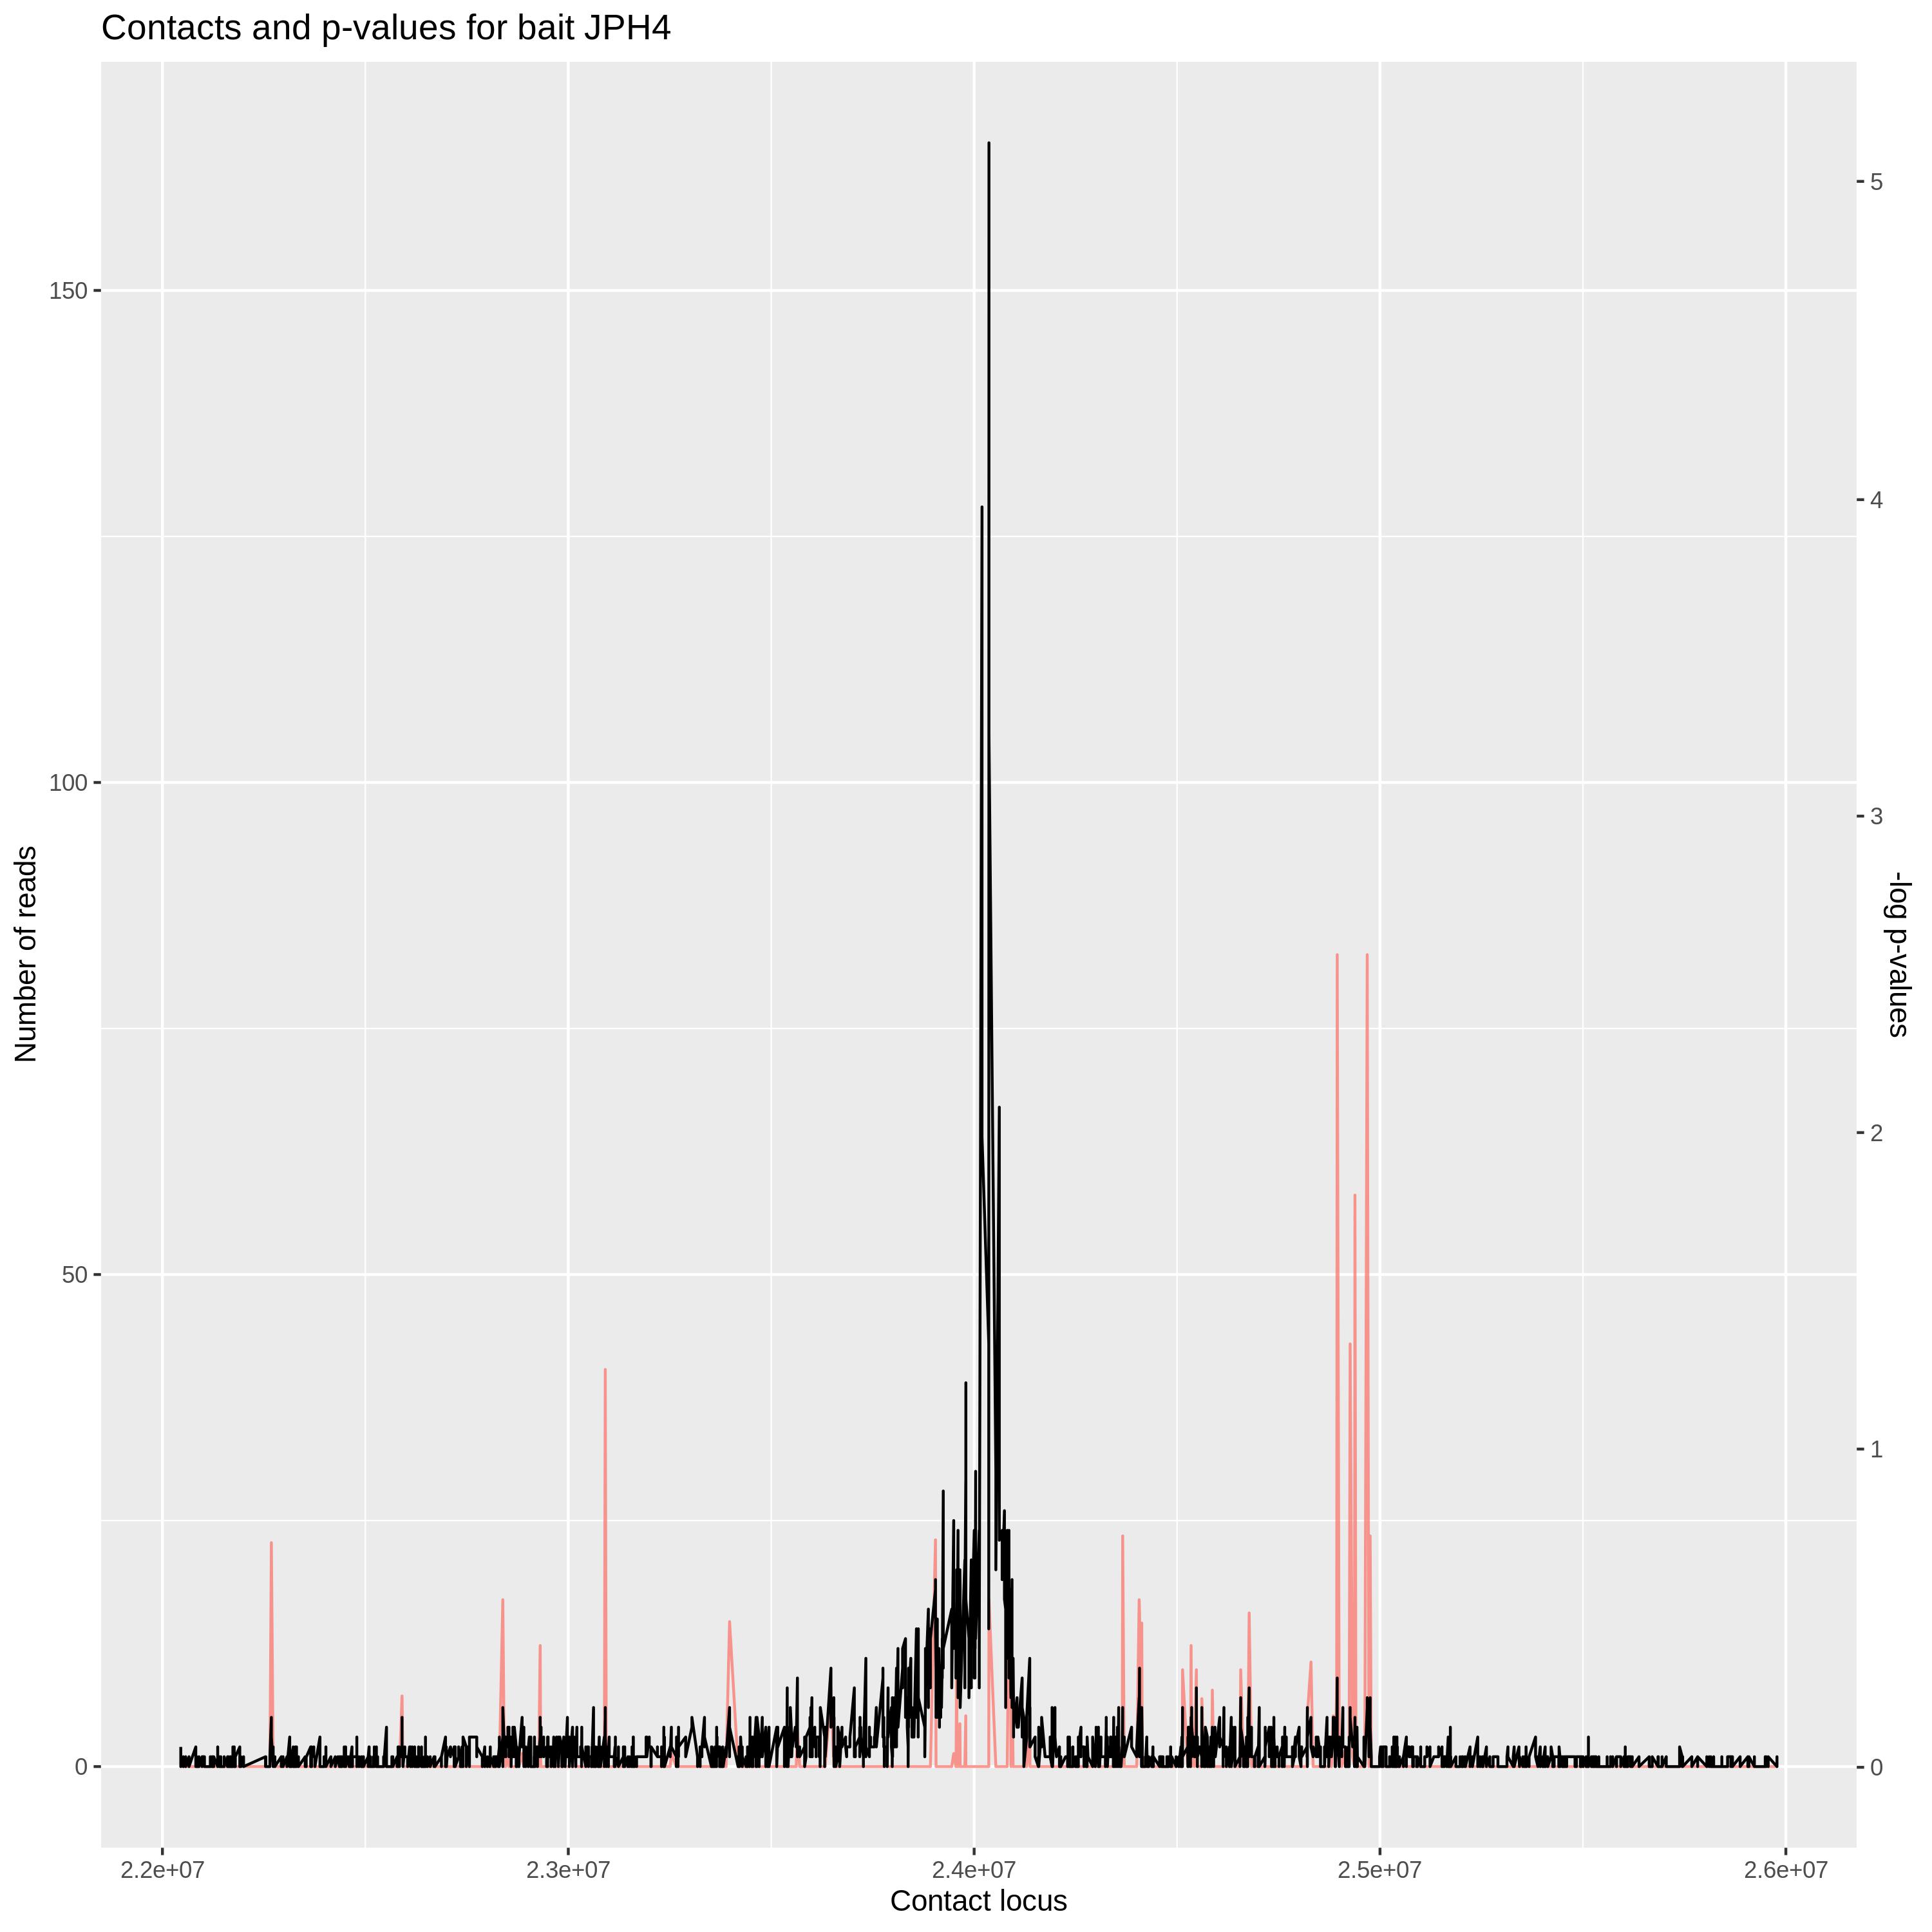 Contacts and p-values for bait JPH4
150
100
50
0
Number of reads
5
4
3
2
1
0
-log p-values
2.2e+07
2.3e+07
2.4e+07
2.5e+07
2.6e+07
Contact locus